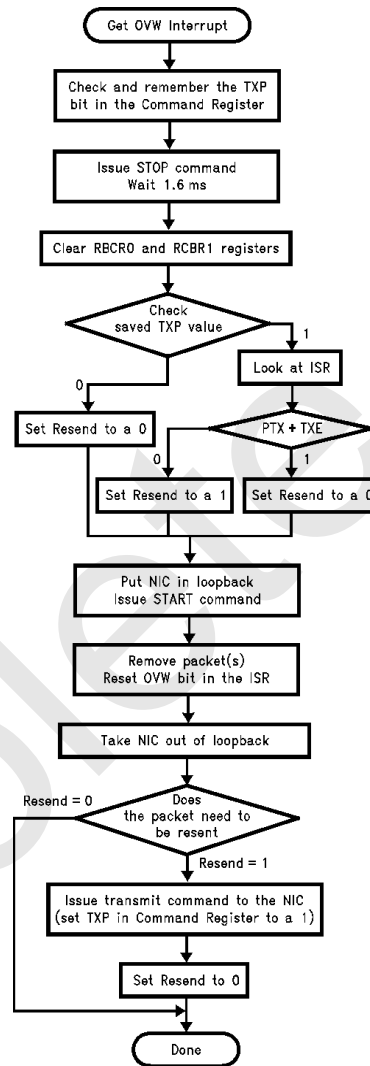 Get OVW Interrupt
Check and remember the TXP
bit in the Command Register
Issue STOP command
Wait 1.6 ms
Clear RBCR0 and RCBR1 registers
Check
saved TXP value
1
0
Look at ISR
Set Resend to a 0
PTX + TXE
0
1
Set Resend to a 1
Set Resend to a 0
Put NIC in loopback
Issue START command
Remove packet(s)
Reset OVW bit in the ISR
Take NIC out of loopback
Resend = 0
Does
the packet need to
be resent
Resend = 1
Issue transmit command to the NIC
(set TXP in Command Register to a 1)
Set Resend to 0
Done